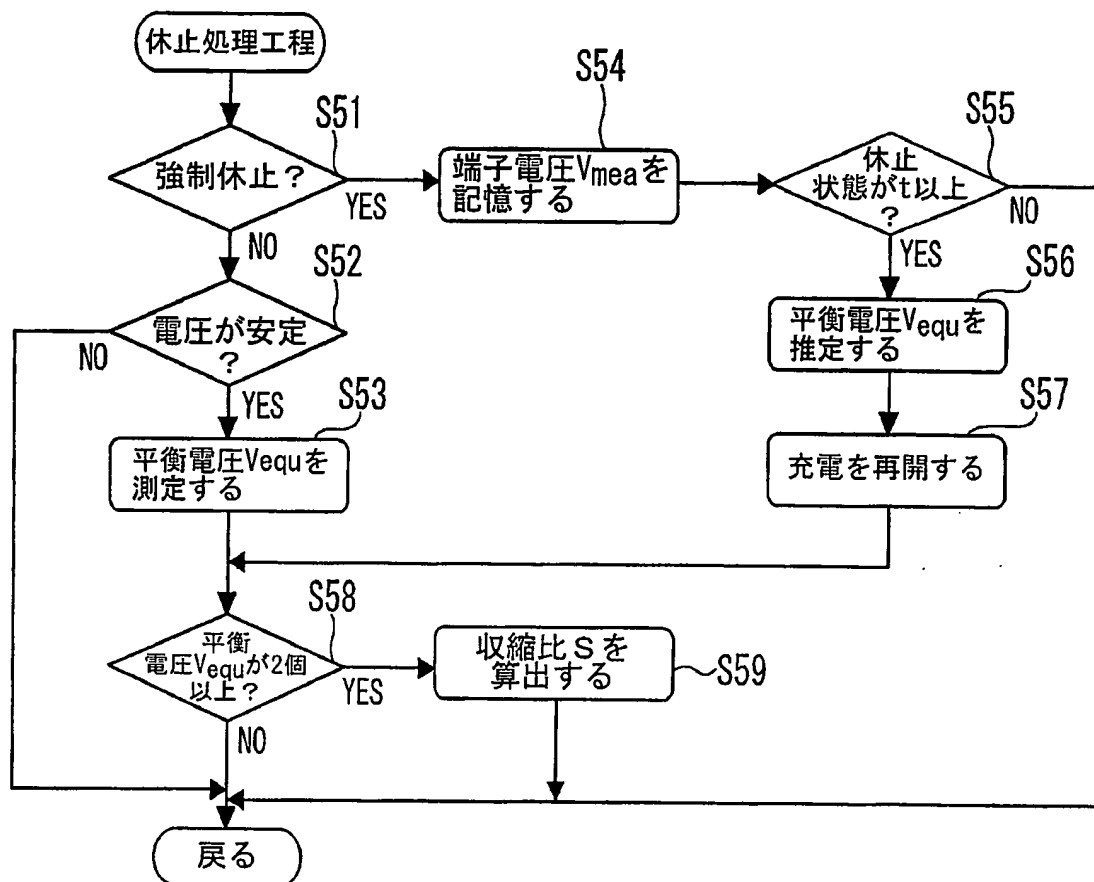 休止処理工程
S51
強制休止？
YES
NO
S54
端子電圧Vmeaを
記憶する
S55
休止
状態がt以上
？
NO
YES
S52
電圧が安定
？
NO
YES
S56
平衡電圧Vequを
推定する
S53
平衡電圧Vequを
測定する
S57
充電を再開する
S58
平衡
電圧Vequが2個
以上？
YES
NO
収縮比Sを
算出する
S59
戻る